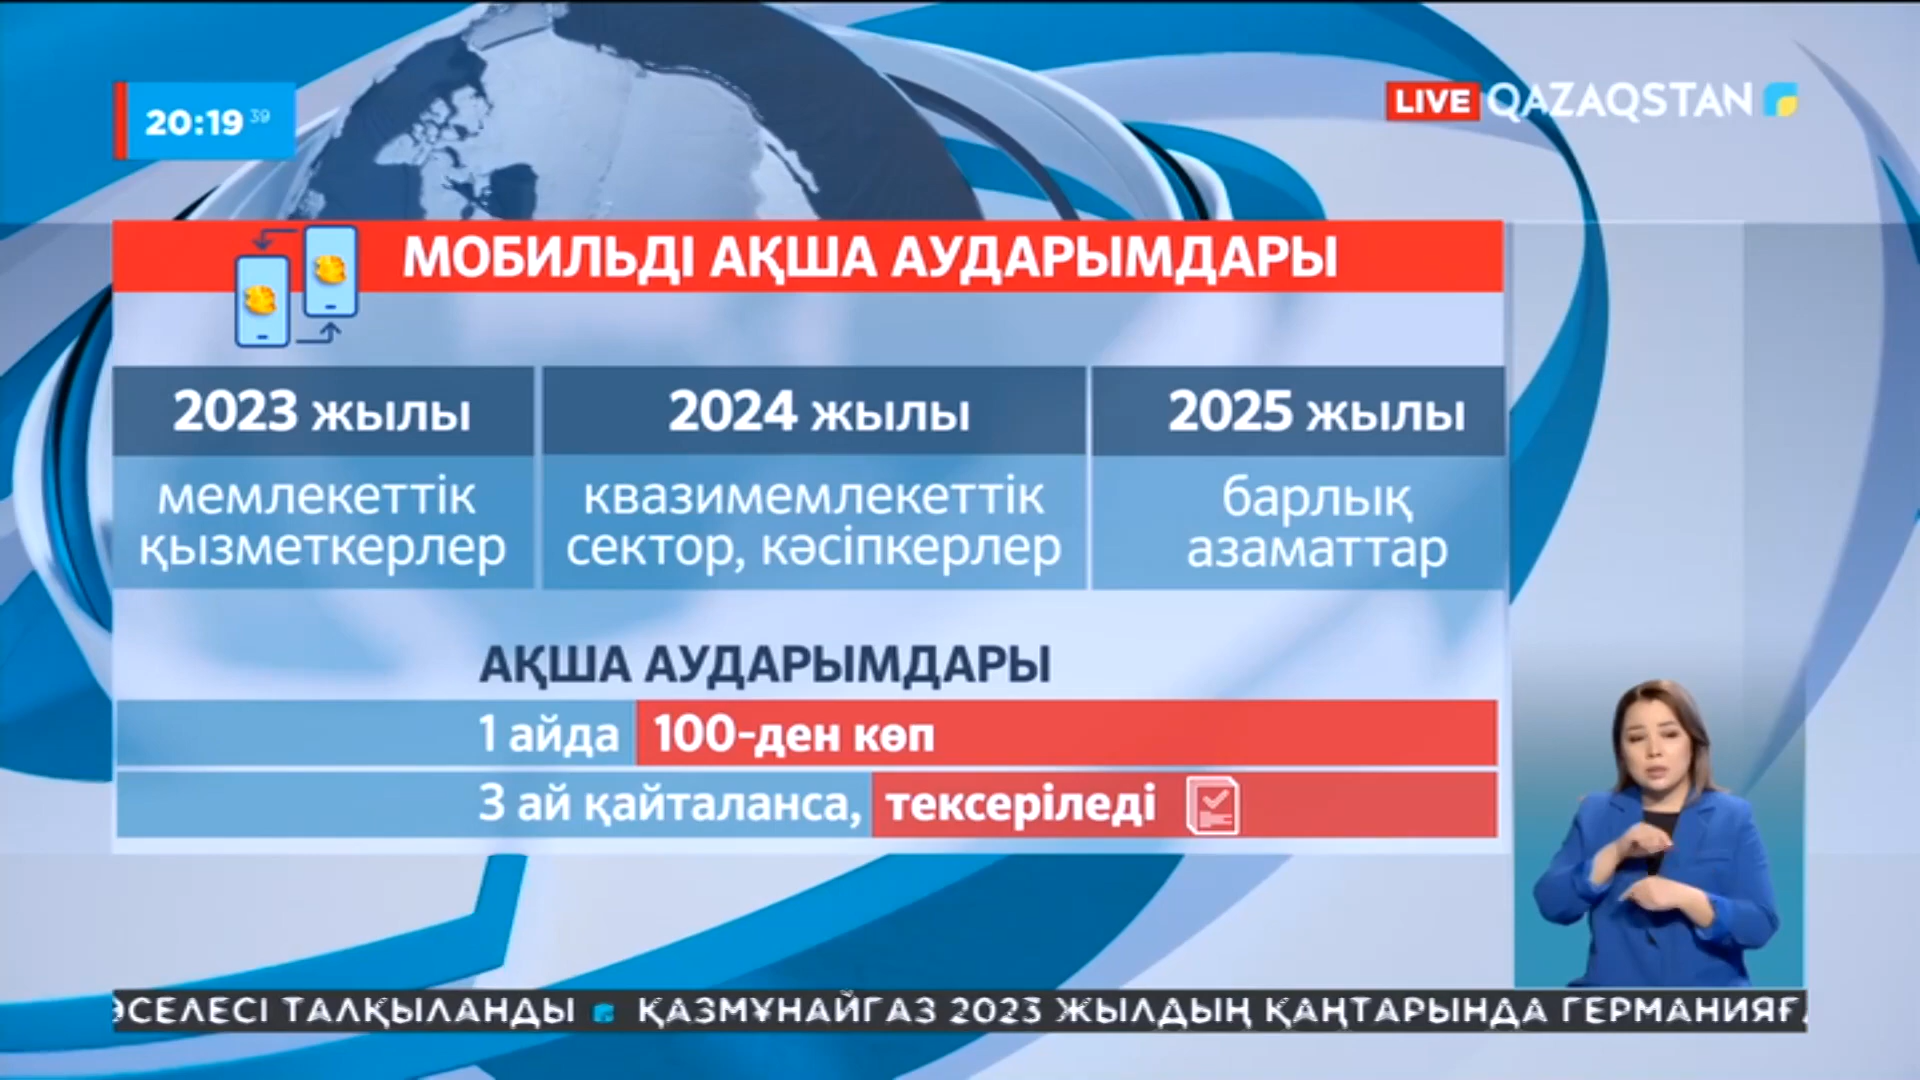 20:19 39
LIVE QAZAQSTAN
МОБИЛЬДІ АҚША АУДАРЫМДАРЫ
2023 жылы
мемлекеттік
қызметкерлер
2024 жылы
квазимемлекеттік
сектор, кәсіпкерлер
2025 жылы
барлық
азаматтар
АҚША АУДАРЫМДАРЫ
1 айда 100-ден көп
3 ай қайталанса, тексеріледі
ӘСЕЛЕСІ ТАЛҚЫЛАНДЫ ҚАЗМҰНАЙГАЗ 2023 ЖЫЛДЫҢ ҚАҢТАРЫНДА ГЕРМАНИЯҒА